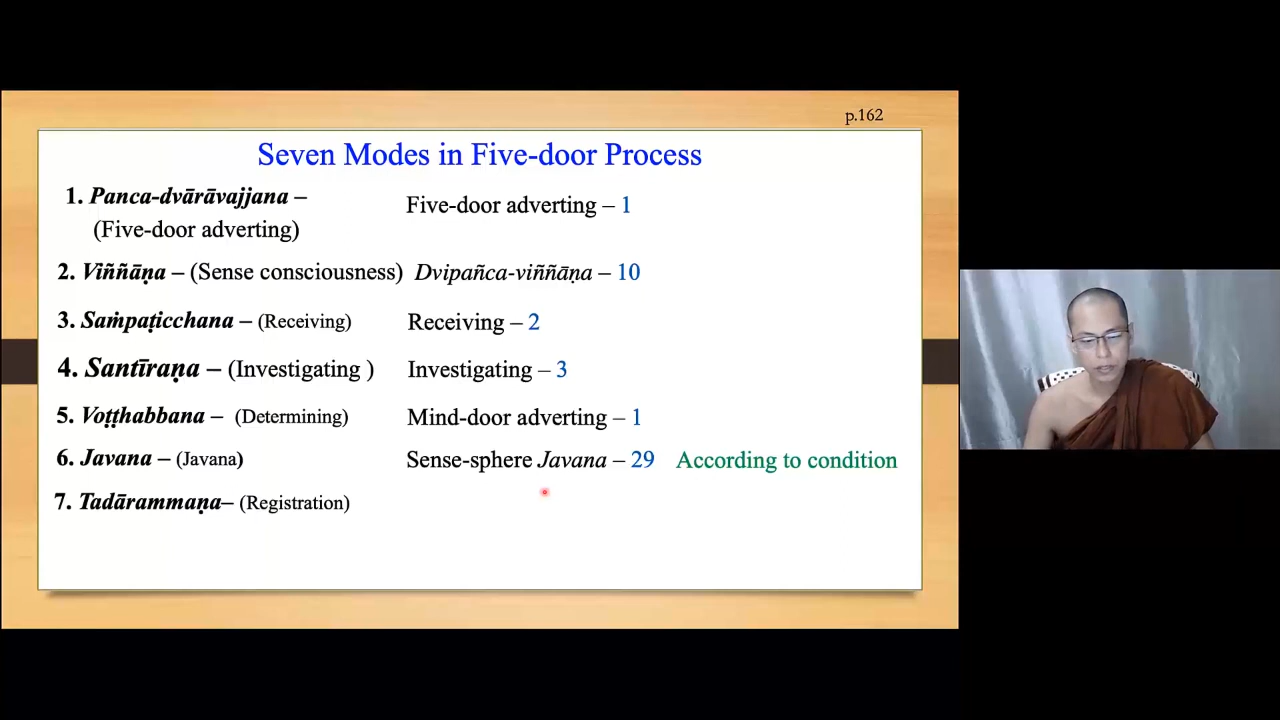 p.162
Seven Modes in Five-door Process
1. Panca-dvārāvajjana – Five-door adverting – 1
(Five-door adverting)
2. Viññāṇa – (Sense consciousness) Dvipañca-viññāṇa – 10
3. Saṁpaṭicchana – (Receiving) Receiving – 2
4. Santīraṇa – (Investigating ) Investigating – 3
5. Voṭṭhabbana – (Determining) Mind-door adverting – 1
6. Javana – (Javana) Sense-sphere Javana – 29 According to condition
7. Tadārammaṇa– (Registration)